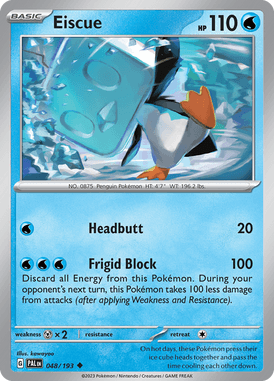 BASIC Eiscue HP 110
NO. 0875 Penguin Pokémon HT: 4'7" WT: 196.2 lbs.
Headbutt 20
Frigid Block 100
Discard all Energy from this Pokémon. During your
opponent's next turn, this Pokémon takes 100 less damage
from attacks (after applying Weakness and Resistance).
weakness ×2 resistance retreat
Illus. kawayoo
G PAL EN 048/193
On hot days, these Pokémon press their
ice cube heads together and pass the
time cooling each other down.
©2023 Pokémon / Nintendo / Creatures / GAME FREAK